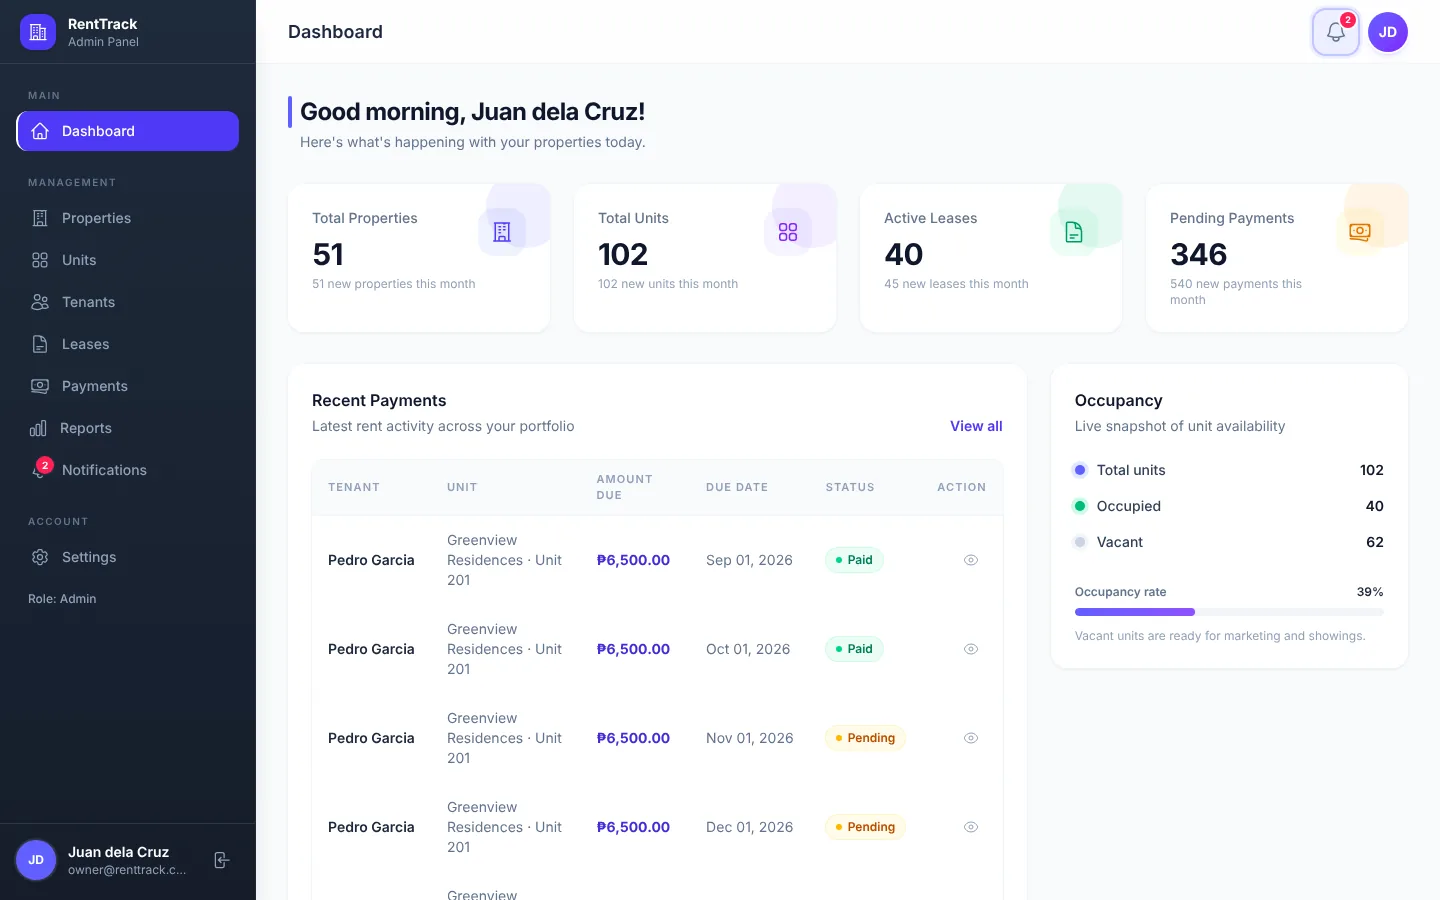 RentTrack
Admin Panel
MAIN
Dashboard
MANAGEMENT
Properties
Units
Tenants
Leases
Payments
Reports
2
Notifications
ACCOUNT
Settings
Role: Admin
JD
Juan dela Cruz
owner@renttrack.c...
Dashboard
2
JD
Good morning, Juan dela Cruz!
Here's what's happening with your properties today.
Total Properties
51
51 new properties this month
Total Units
102
102 new units this month
Active Leases
40
45 new leases this month
Pending Payments
346
540 new payments this
month
Recent Payments
Latest rent activity across your portfolio
View all
TENANT UNIT AMOUNT DUE DUE DATE STATUS ACTION
Pedro Garcia
Greenview
Residences · Unit
201
₱6,500.00
Sep 01, 2026
Paid
Pedro Garcia
Greenview
Residences · Unit
201
₱6,500.00
Oct 01, 2026
Paid
Pedro Garcia
Greenview
Residences · Unit
201
₱6,500.00
Nov 01, 2026
Pending
Pedro Garcia
Greenview
Residences · Unit
201
₱6,500.00
Dec 01, 2026
Pending
Greenview
Occupancy
Live snapshot of unit availability
Total units 102
Occupied 40
Vacant 62
Occupancy rate 39%
Vacant units are ready for marketing and showings.